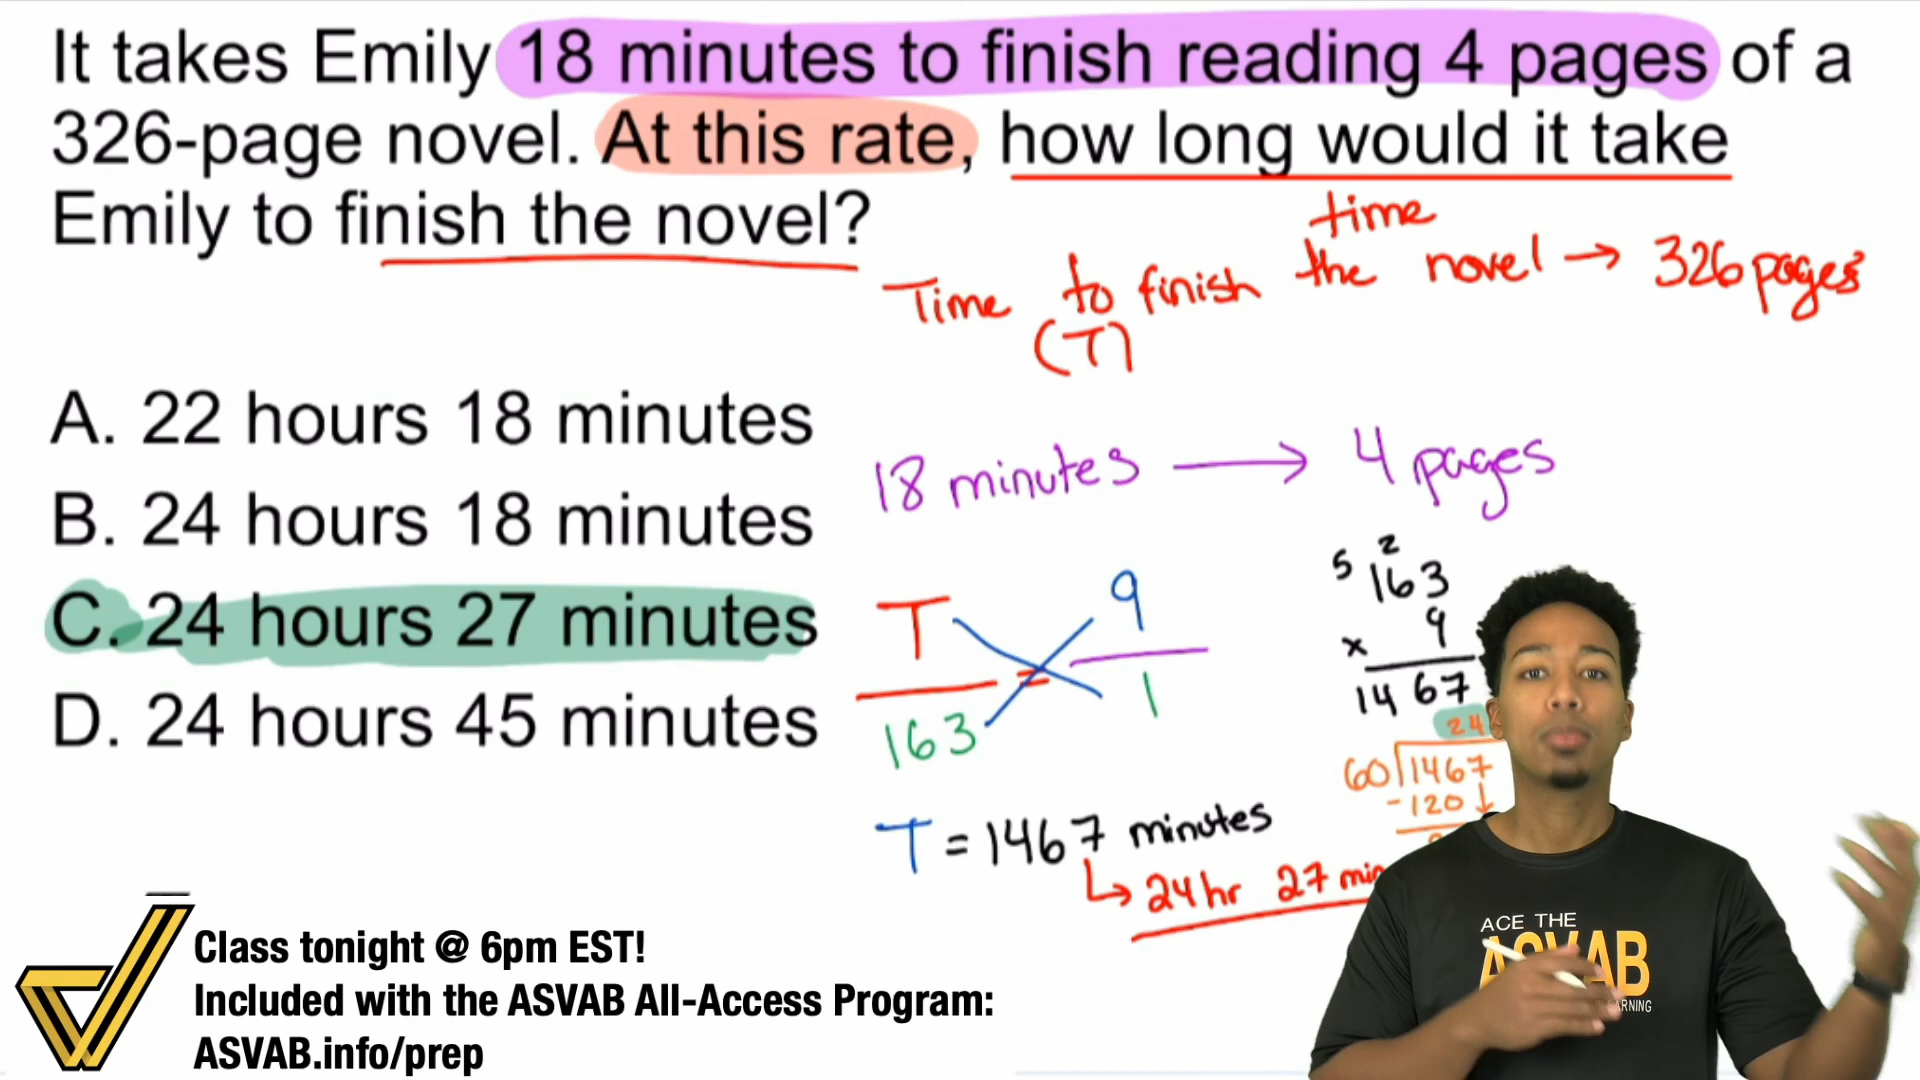 It takes Emily 18 minutes to finish reading 4 pages of a
326-page novel. At this rate, how long would it take
Emily to finish the novel?
time
Time to finish the novel → 326 pages
(T)
A. 22 hours 18 minutes
B. 24 hours 18 minutes
C. 24 hours 27 minutes
D. 24 hours 45 minutes
18 minutes → 4 pages
T = 9
163 1
T = 1467 minutes
↳ 24 hr 27 min
5 2
163
x 9
1467
24
60 1467
-120 ↓
Class tonight @ 6pm EST!
Included with the ASVAB All-Access Program:
ASVAB.info/prep
ACE THE
ASVAB